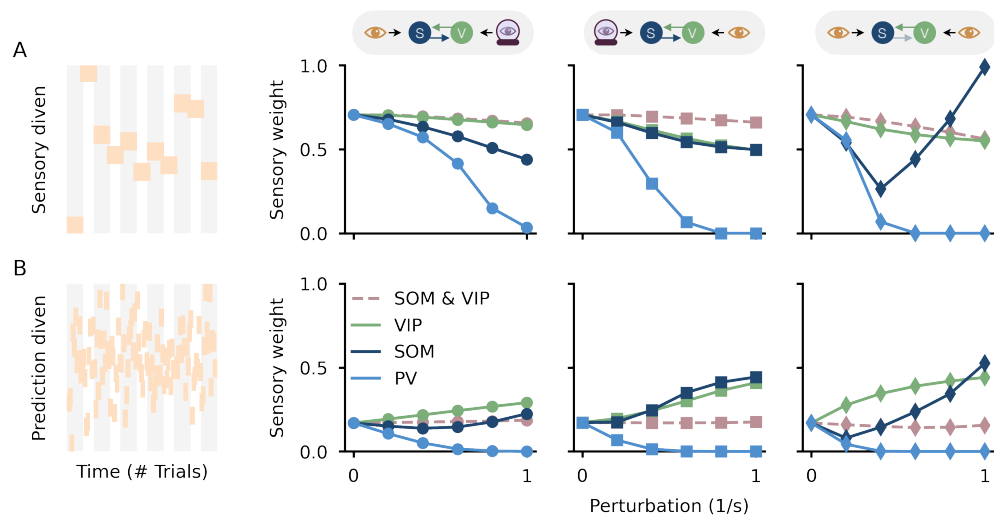 S V S V S V
A
Sensory diven
Sensory weight
1.0
0.5
0.0
B
Prediction diven
Time (# Trials)
Sensory weight
1.0
0.5
0.0
SOM & VIP
VIP
SOM
PV
0 1 0 1 0 1
Perturbation (1/s)